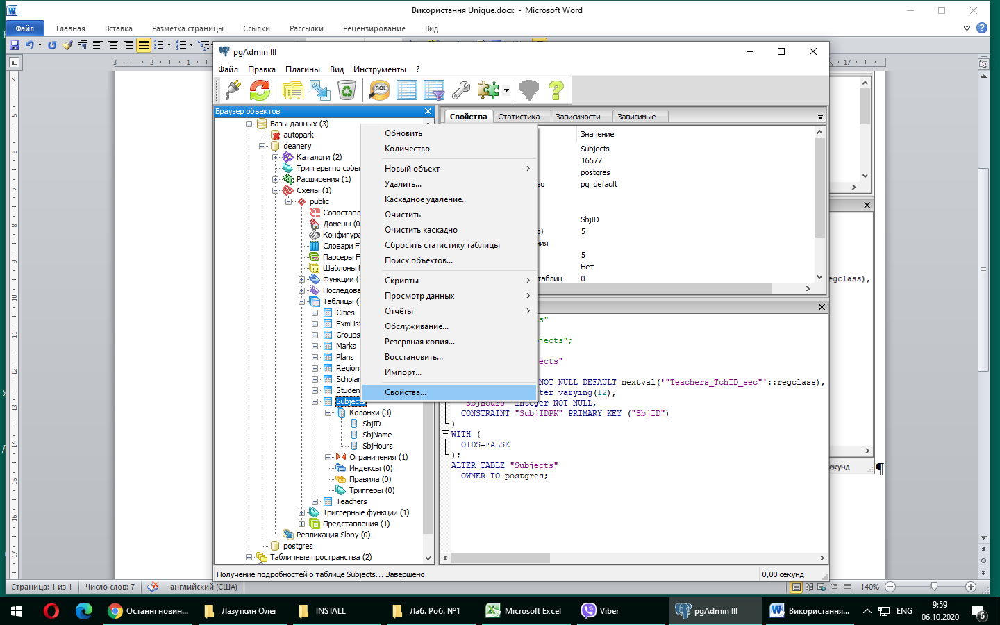 Використання Unique.docx - Microsoft Word
Файл Главная Вставка Разметка страницы Ссылки Рассылки Рецензирование Вид
pgAdmin III
Файл Правка Плагины Вид Инструменты ?
Браузер объектов
Базы данных (3)
autopark
deanery
Каталоги (2)
Триггеры по собы
Расширения (1)
Схемы (1)
public
Сопоставл
Домены (0
Конфигура
Словари F
Парсеры F
Шаблоны F
Функции (
Последова
Таблицы (
Cities
ExmList
Groups
Marks
Plans
Regions
Scholar
Studen
Subjects
Колонки (3)
SbjID
SbjName
SbjHours
Ограничения (1)
Индексы (0)
Правила (0)
Триггеры (0)
Teachers
Триггерные функции (1)
Представления (1)
Репликация Slony (0)
postgres
Табличные пространства (2)
Обновить
Количество
Новый объект
Удалить...
Каскадное удаление..
Очистить
Очистить каскадно
Сбросить статистику таблицы
Поиск объектов...
Скрипты
Просмотр данных
Отчёты
Обслуживание...
Резервная копия...
Восстановить...
Импорт...
Свойства...
Свойства Статистика Зависимости Зависимые
Значение
Subjects
16577
postgres
во pg_default
SbjID
о) 5
ния
5
Нет
таблиц 0
s"
jects";
ects"
NOT NULL DEFAULT nextval('"Teachers_TchID_sec"'::regclass),
ter varying(12),
"SbjHours" integer NOT NULL,
CONSTRAINT "SubjIDPK" PRIMARY KEY ("SbjID")
)
WITH (
OIDS=FALSE
);
ALTER TABLE "Subjects"
OWNER TO postgres;
egclass),
екунд ¶
Получение подробностей о таблице Subjects... Завершено. 0,00 секунд
Страница: 1 из 1 Число слов: 7 английский (США) 140%
Останні новин... Лазуткин Олег INSTALL Лаб. Роб. №1 Microsoft Excel Viber pgAdmin III Використання... ENG 9:59
06.10.2020 6